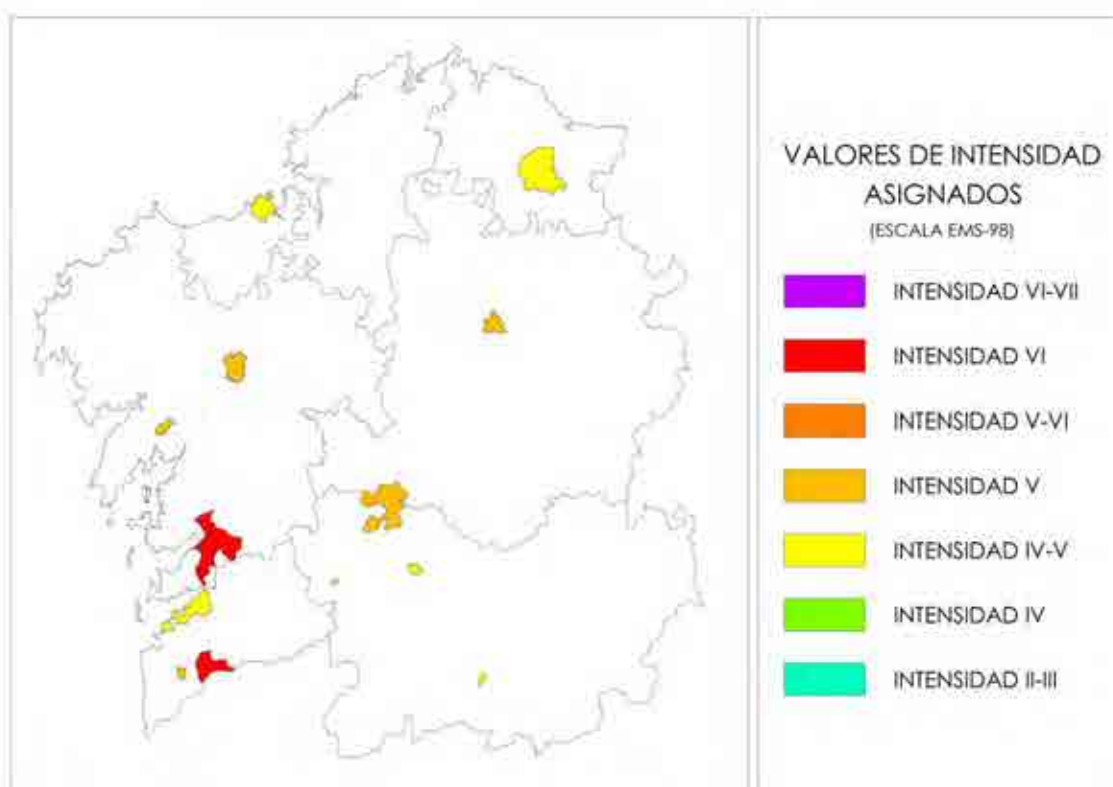 VALORES DE INTENSIDAD
ASIGNADOS
(ESCALA EMS-98)
INTENSIDAD VI-VII
INTENSIDAD VI
INTENSIDAD V-VI
INTENSIDAD V
INTENSIDAD IV-V
INTENSIDAD IV
INTENSIDAD II-III